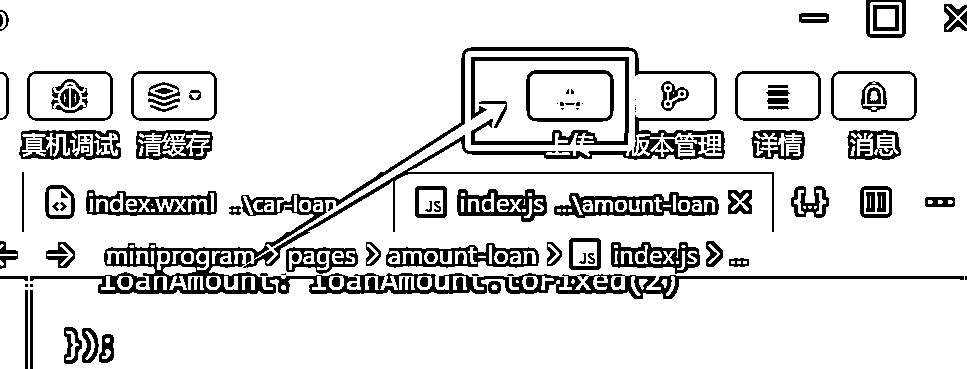 真机调试 清缓存 上传 版本管理 详情 消息
index.wxml ..\car-loan index.js ...\amount-loan
miniprogram > pages > amount-loan > JS index.js > ...
loanAmount: loanAmount.toFixed(2)
});